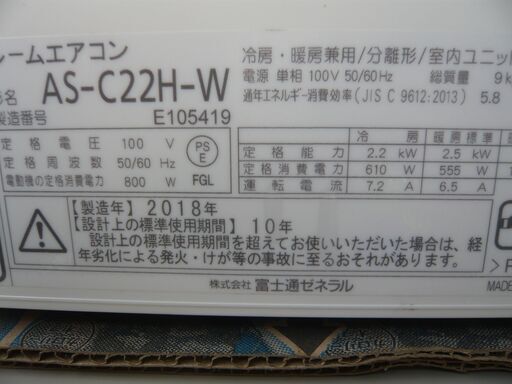 ルームエアコン
形名 AS-C22H-W
製造番号 E105419
冷房・暖房兼用/分離形/室内ユニット
電源 単相 100V 50/60Hz 総質量 9k
通年エネルギー消費効率(JIS C 9612:2013) 5.8
定格電圧 100 V
定格周波数 50/60 Hz
電動機の定格消費電力 800 W
PS
E
FGL
冷房 暖房標準
定格能力 2.2 kW 2.5 kW
定格消費電力 610 W 555 W
運転電流 7.2 A 6.5 A
【製造年】2018年
【設計上の標準使用期間】10年
設計上の標準使用期間を超えてお使いいただいた場合は、経
年劣化による発火・けが等の事故に至るおそれがあります。
株式会社 富士通ゼネラル
MADE